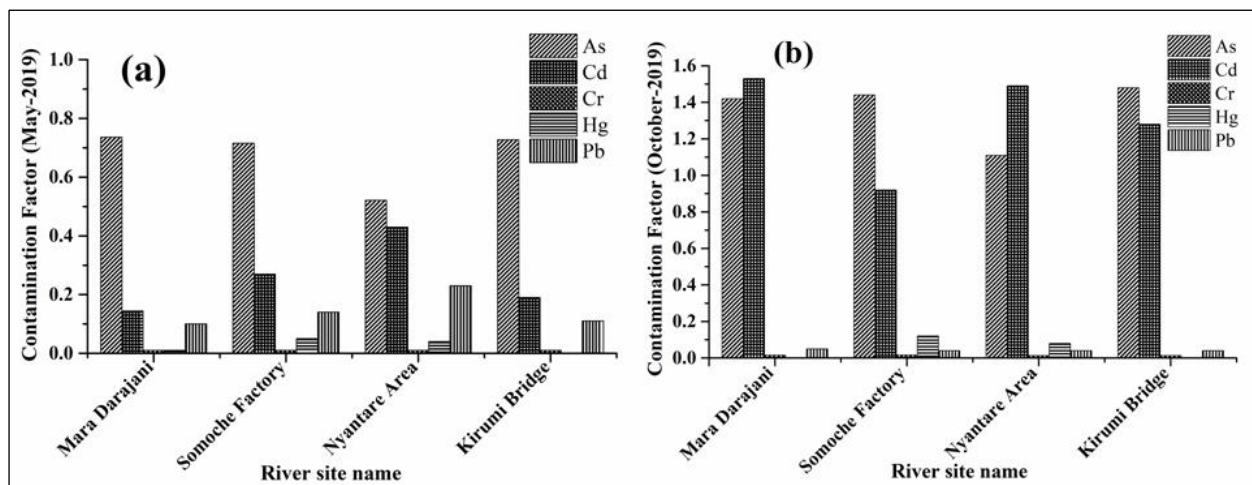 (a)
As
Cd
Cr
Hg
Pb
Contamination Factor (May-2019)
1.0
0.8
0.6
0.4
0.2
0.0
Mara Darajani
Somoche Factory
Nyantare Area
Kirumi Bridge
River site name
(b)
As
Cd
Cr
Hg
Pb
Contamination Factor (October-2019)
1.6
1.4
1.2
1.0
0.8
0.6
0.4
0.2
0.0
Mara Darajani
Somoche Factory
Nyantare Area
Kirumi Bridge
River site name